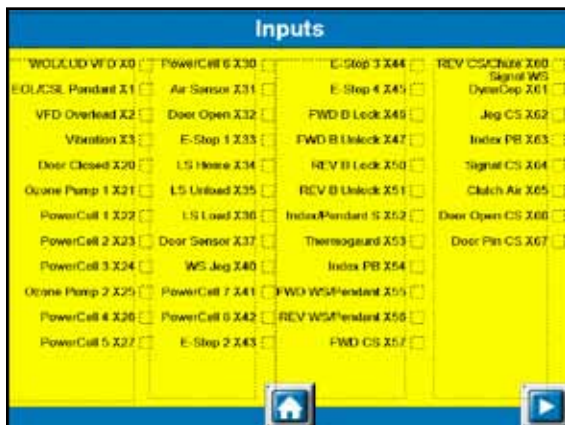 Inputs
WOL/LUD VFD X0
EOL/CSL Pendant X1
VFD Overload X2
Vibration X3
Door Closed X20
Ozone Pump 1 X21
PowerCell 1 X22
PowerCell 2 X23
PowerCell 3 X24
Ozone Pump 2 X25
PowerCell 4 X26
PowerCell 5 X27
PowerCell 6 X30
Air Sensor X31
Door Open X32
E-Stop 1 X33
LS Home X34
LS Unload X35
LS Load X36
Door Sensor X37
WS Jog X40
PowerCell 7 X41
PowerCell 8 X42
E-Stop 2 X43
E-Stop 3 X44
E-Stop 4 X45
FWD B Lock X46
FWD B Unlock X47
REV B Lock X50
REV B Unlock X51
Index/Pendant S X52
Thermogaurd X53
Index PB X54
FWD WS/Pendant X55
REV WS/Pendant X56
FWD CS X57
REV CS/Chute X60
Signal WS
DynaCop X61
Jog CS X62
Index PB X63
Signal CS X64
Clutch Air X65
Door Open CS X66
Door Pin CS X67